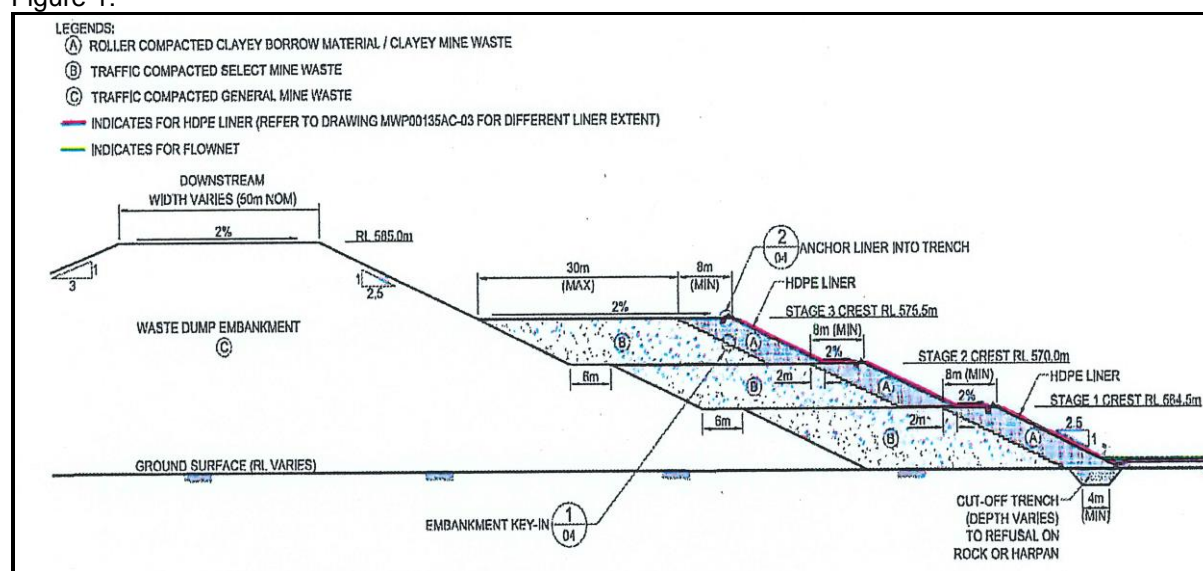 Figure 1.
LEGENDS:
A ROLLER COMPACTED CLAYEY BORROW MATERIAL / CLAYEY MINE WASTE
B TRAFFIC COMPACTED SELECT MINE WASTE
C TRAFFIC COMPACTED GENERAL MINE WASTE
INDICATES FOR HDPE LINER (REFER TO DRAWING MWP00135AC-03 FOR DIFFERENT LINER EXTENT)
INDICATES FOR FLOWNET
DOWNSTREAM
WIDTH VARIES (50m NOM)
2%
RL 585.0m
1
3
1
2.5
WASTE DUMP EMBANKMENT
C
30m
(MAX)
8m
(MIN)
2%
2
04
ANCHOR LINER INTO TRENCH
HDPE LINER
STAGE 3 CREST RL 575.5m
8m (MIN)
2%
STAGE 2 CREST RL 570.0m
8m (MIN)
2%
HDPE LINER
STAGE 1 CREST RL 564.5m
B
A
6m
B
2m
A
6m
B
2m
A
2.5
1
GROUND SURFACE (RL VARIES)
EMBANKMENT KEY-IN
1
04
CUT-OFF TRENCH
(DEPTH VARIES)
TO REFUSAL ON
ROCK OR HARPAN
4m
(MIN)